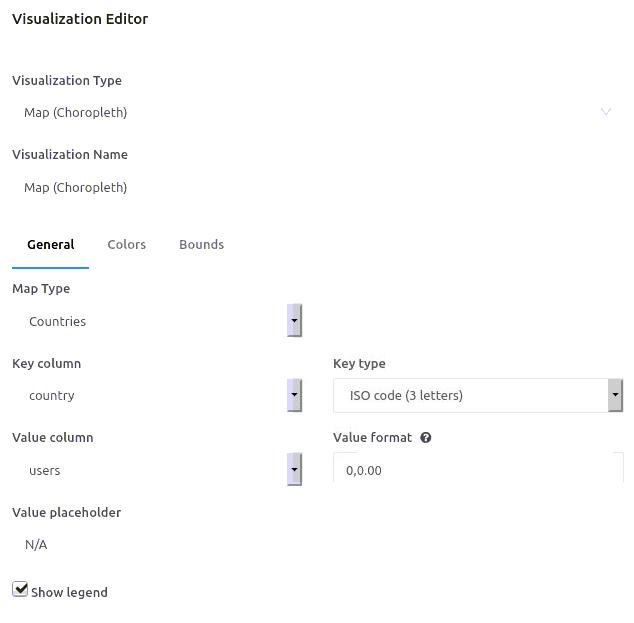 Visualization Editor
Visualization Type
Map (Choropleth)
Visualization Name
Map (Choropleth)
General Colors Bounds
Map Type
Countries
Key column Key type
country ISO code (3 letters)
Value column Value format ?
users 0,0.00
Value placeholder
N/A
Show legend